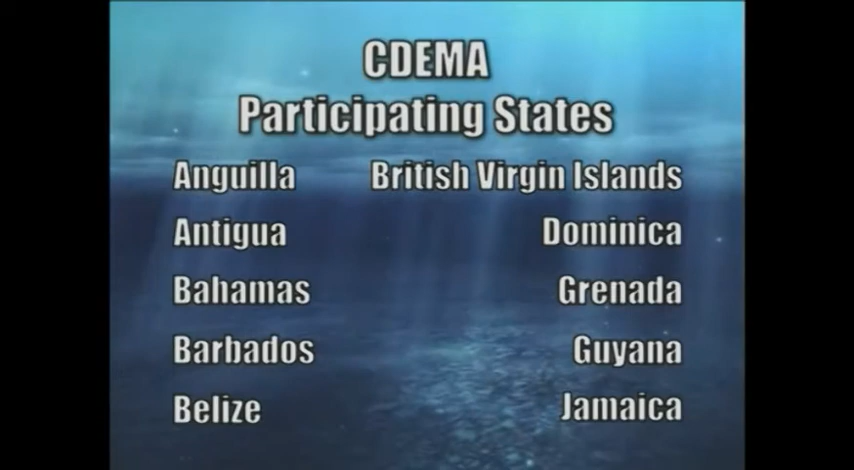 CDEMA
Participating States
Anguilla British Virgin Islands
Antigua Dominica
Bahamas Grenada
Barbados Guyana
Belize Jamaica